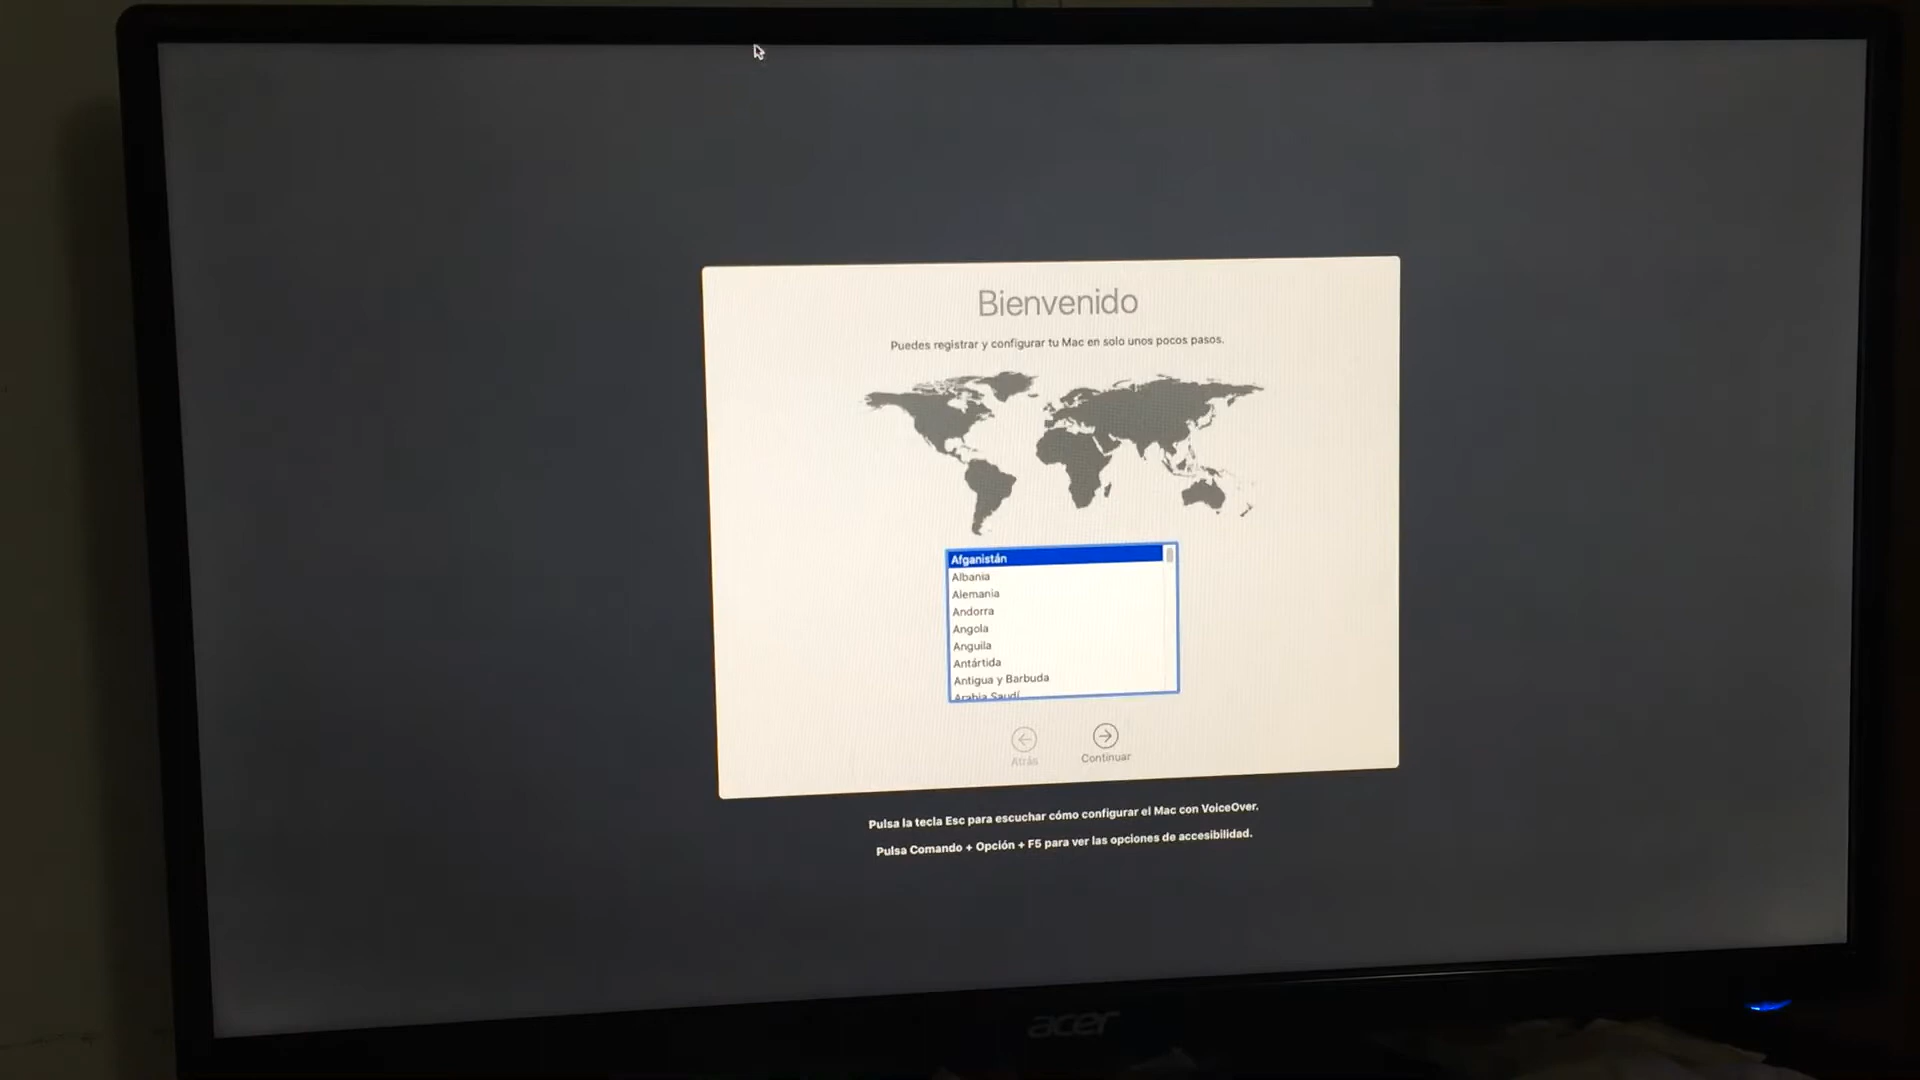 Bienvenido
Puedes registrar y configurar tu Mac en solo unos pocos pasos.
Afganistán
Albania
Alemania
Andorra
Angola
Anguila
Antártida
Antigua y Barbuda
Arabia Saudí
Atrás
Continuar
Pulsa la tecla Esc para escuchar cómo configurar el Mac con VoiceOver.
Pulsa Comando + Opción + F5 para ver las opciones de accesibilidad.
acer